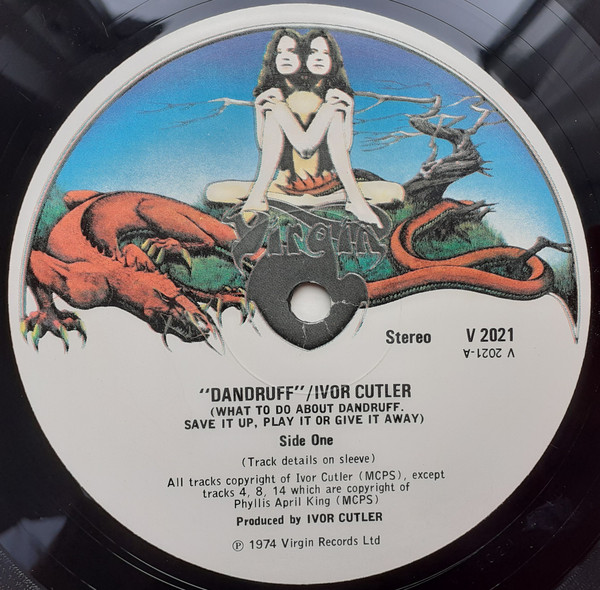 Virgin
Stereo V 2021
V 2021-A
"DANDRUFF"/IVOR CUTLER
(WHAT TO DO ABOUT DANDRUFF.
SAVE IT UP, PLAY IT OR GIVE IT AWAY)
Side One
(Track details on sleeve)
All tracks copyright of Ivor Cutler (MCPS), except
tracks 4, 8, 14 which are copyright of
Phyllis April King (MCPS)
Produced by IVOR CUTLER
℗ 1974 Virgin Records Ltd